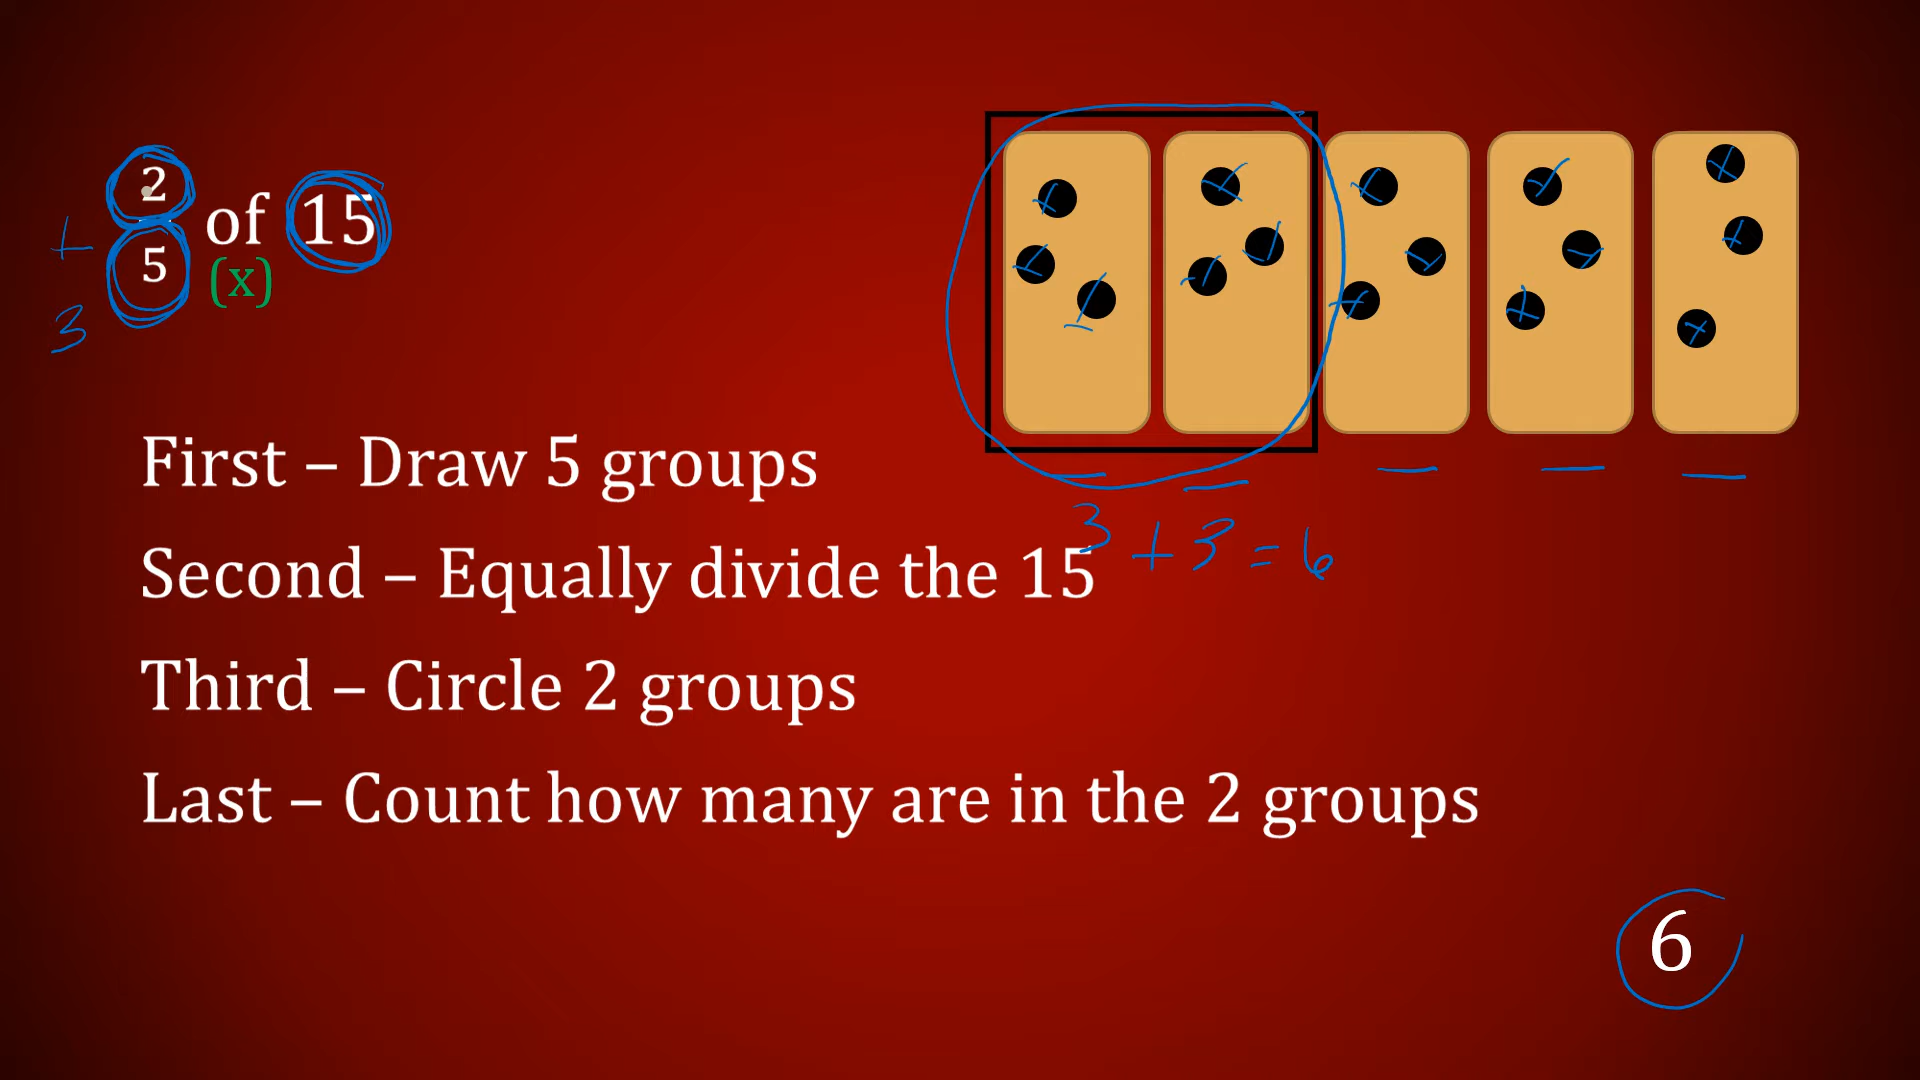 2
+ — of 15
5
(x)
3
First – Draw 5 groups
3 + 3 = 6
Second – Equally divide the 15
Third – Circle 2 groups
Last – Count how many are in the 2 groups
6